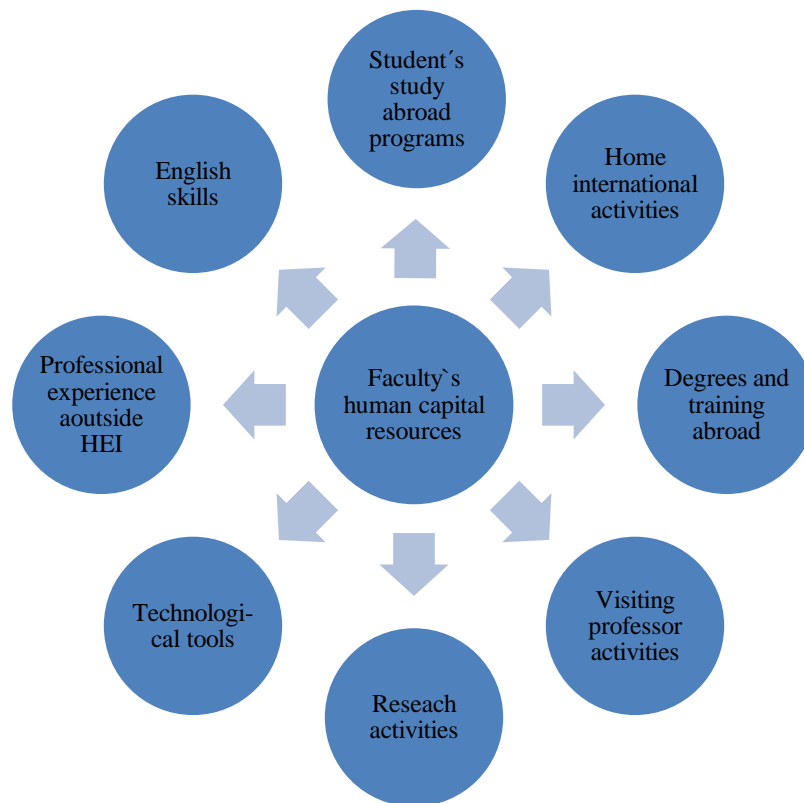 Student´s
study
abroad
programs
Home
international
activities
Degrees and
training
abroad
Visiting
professor
activities
Reseach
activities
Technologi-
cal tools
Professional
experience
aoutside
HEI
English
skills
Faculty`s
human capital
resources